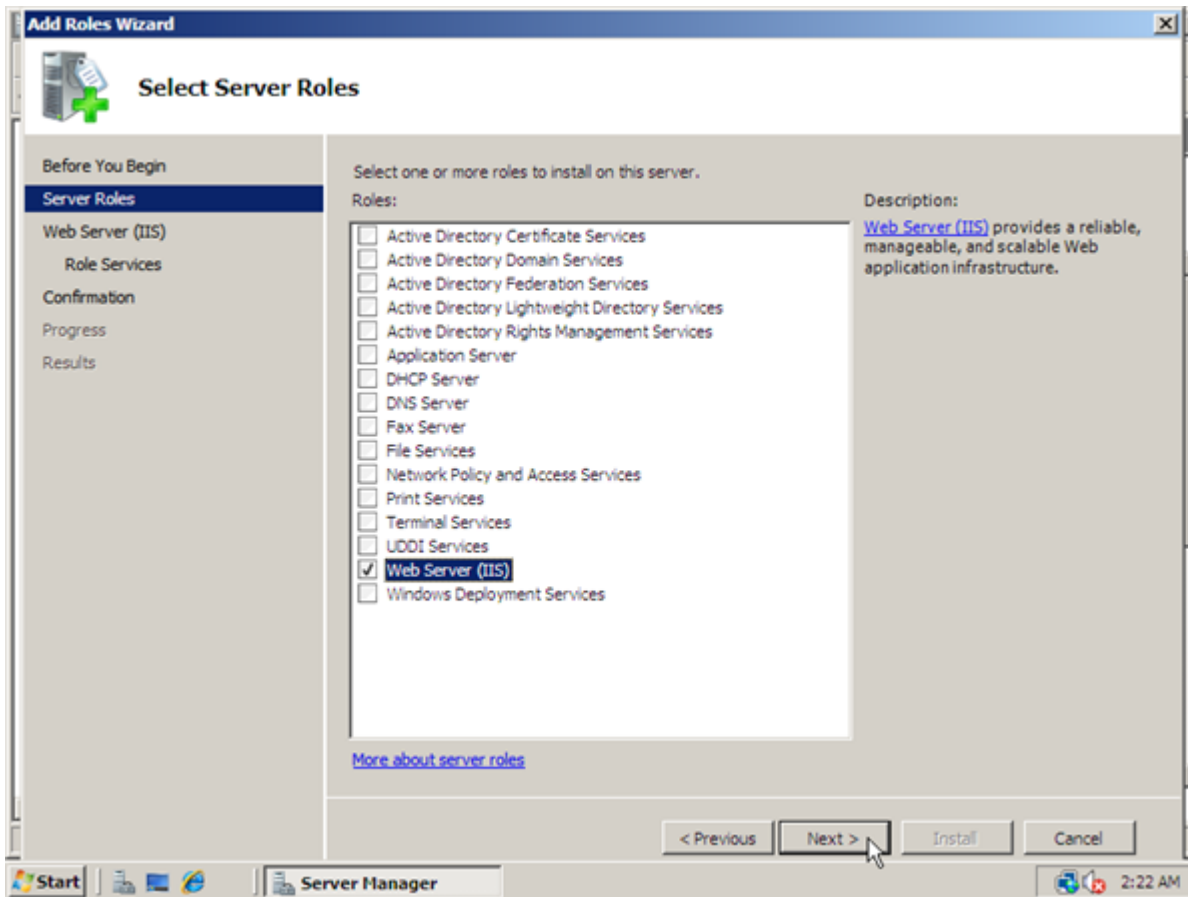 Add Roles Wizard
Select Server Roles
Before You Begin
Server Roles
Web Server (IIS)
Role Services
Confirmation
Progress
Results
Select one or more roles to install on this server.
Roles:
Active Directory Certificate Services
Active Directory Domain Services
Active Directory Federation Services
Active Directory Lightweight Directory Services
Active Directory Rights Management Services
Application Server
DHCP Server
DNS Server
Fax Server
File Services
Network Policy and Access Services
Print Services
Terminal Services
UDDI Services
Web Server (IIS)
Windows Deployment Services
More about server roles
Description:
Web Server (IIS) provides a reliable,
manageable, and scalable Web
application infrastructure.
< Previous
Next >
Install
Cancel
Start
Server Manager
2:22 AM